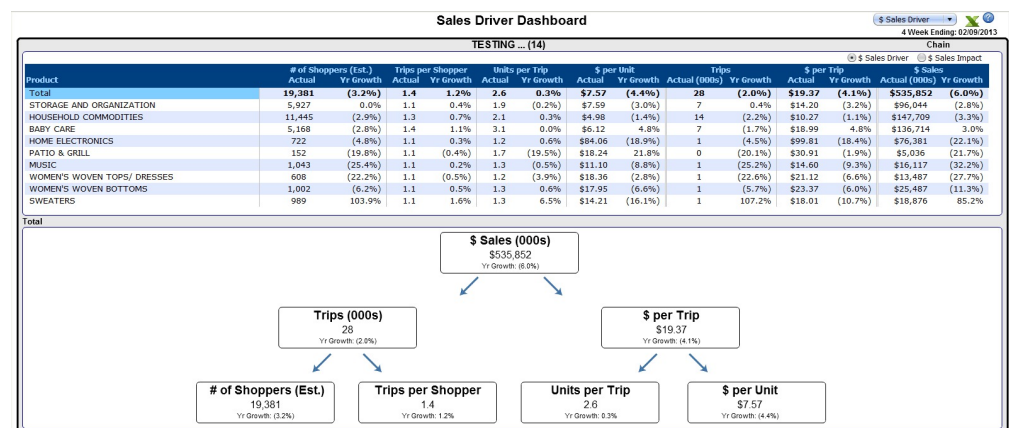 Sales Driver Dashboard
$ Sales Driver
4 Week Ending: 02/09/2013
TESTING ... (14) Chain
$ Sales Driver $ Sales Impact
# of Shoppers (Est.) Trips per Shopper Units per Trip $ per Unit Trips $ per Trip $ Sales
Product Actual Yr Growth Actual Yr Growth Actual Yr Growth Actual Yr Growth Actual (000s) Yr Growth Actual Yr Growth Actual (000s) Yr Growth
Total 19,381 (3.2%) 1.4 1.2% 2.6 0.3% $7.57 (4.4%) 28 (2.0%) $19.37 (4.1%) $535,852 (6.0%)
STORAGE AND ORGANIZATION 5,927 0.0% 1.1 0.4% 1.9 (0.2%) $7.59 (3.0%) 7 0.4% $14.20 (3.2%) $96,044 (2.8%)
HOUSEHOLD COMMODITIES 11,445 (2.9%) 1.3 0.7% 2.1 0.3% $4.98 (1.4%) 14 (2.2%) $10.27 (1.1%) $147,709 (3.3%)
BABY CARE 5,168 (2.8%) 1.4 1.1% 3.1 0.0% $6.12 4.8% 7 (1.7%) $18.99 4.8% $136,714 3.0%
HOME ELECTRONICS 722 (4.8%) 1.1 0.3% 1.2 0.6% $84.06 (18.9%) 1 (4.5%) $99.81 (18.4%) $76,381 (22.1%)
PATIO & GRILL 152 (19.8%) 1.1 (0.4%) 1.7 (19.5%) $18.24 21.8% 0 (20.1%) $30.91 (1.9%) $5,036 (21.7%)
MUSIC 1,043 (25.4%) 1.1 0.2% 1.3 (0.5%) $11.10 (8.8%) 1 (25.2%) $14.60 (9.3%) $16,117 (32.2%)
WOMEN'S WOVEN TOPS/ DRESSES 608 (22.2%) 1.1 (0.5%) 1.2 (3.9%) $18.36 (2.8%) 1 (22.6%) $21.12 (6.6%) $13,487 (27.7%)
WOMEN'S WOVEN BOTTOMS 1,002 (6.2%) 1.1 0.5% 1.3 0.6% $17.95 (6.6%) 1 (5.7%) $23.37 (6.0%) $25,487 (11.3%)
SWEATERS 989 103.9% 1.1 1.6% 1.3 6.5% $14.21 (16.1%) 1 107.2% $18.01 (10.7%) $18,876 85.2%
Total
$ Sales (000s)
$535,852
Yr Growth: (6.0%)
Trips (000s) $ per Trip
28 $19.37
Yr Growth: (2.0%) Yr Growth: (4.1%)
# of Shoppers (Est.) Trips per Shopper Units per Trip $ per Unit
19,381 1.4 2.6 $7.57
Yr Growth: (3.2%) Yr Growth: 1.2% Yr Growth: 0.3% Yr Growth: (4.4%)